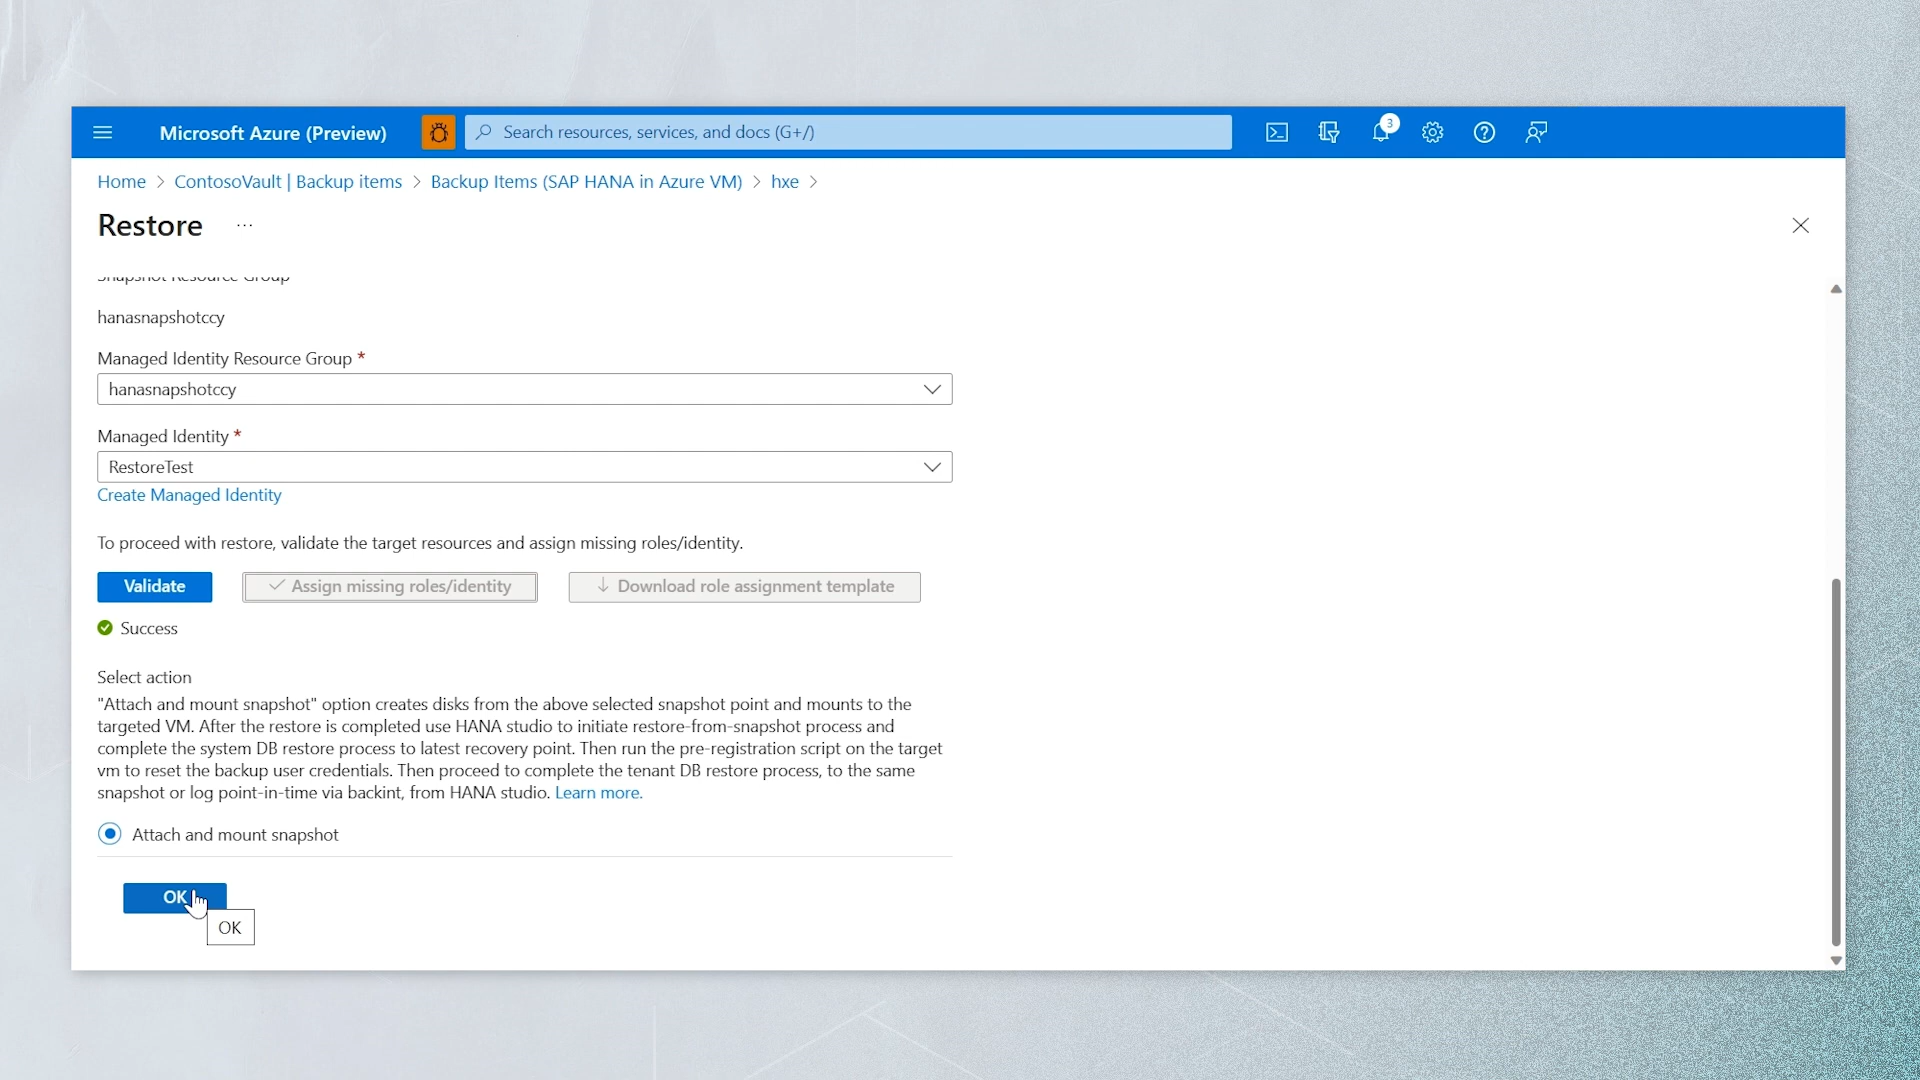 Microsoft Azure (Preview)
Search resources, services, and docs (G+/)
3
Home > ContosoVault | Backup items > Backup Items (SAP HANA in Azure VM) > hxe >
Restore ...
Snapshot Resource Group
hanasnapshotccy
Managed Identity Resource Group *
hanasnapshotccy
Managed Identity *
RestoreTest
Create Managed Identity
To proceed with restore, validate the target resources and assign missing roles/identity.
Validate
Assign missing roles/identity
Download role assignment template
Success
Select action
"Attach and mount snapshot" option creates disks from the above selected snapshot point and mounts to the
targeted VM. After the restore is completed use HANA studio to initiate restore-from-snapshot process and
complete the system DB restore process to latest recovery point. Then run the pre-registration script on the target
vm to reset the backup user credentials. Then proceed to complete the tenant DB restore process, to the same
snapshot or log point-in-time via backint, from HANA studio. Learn more.
Attach and mount snapshot
OK
OK